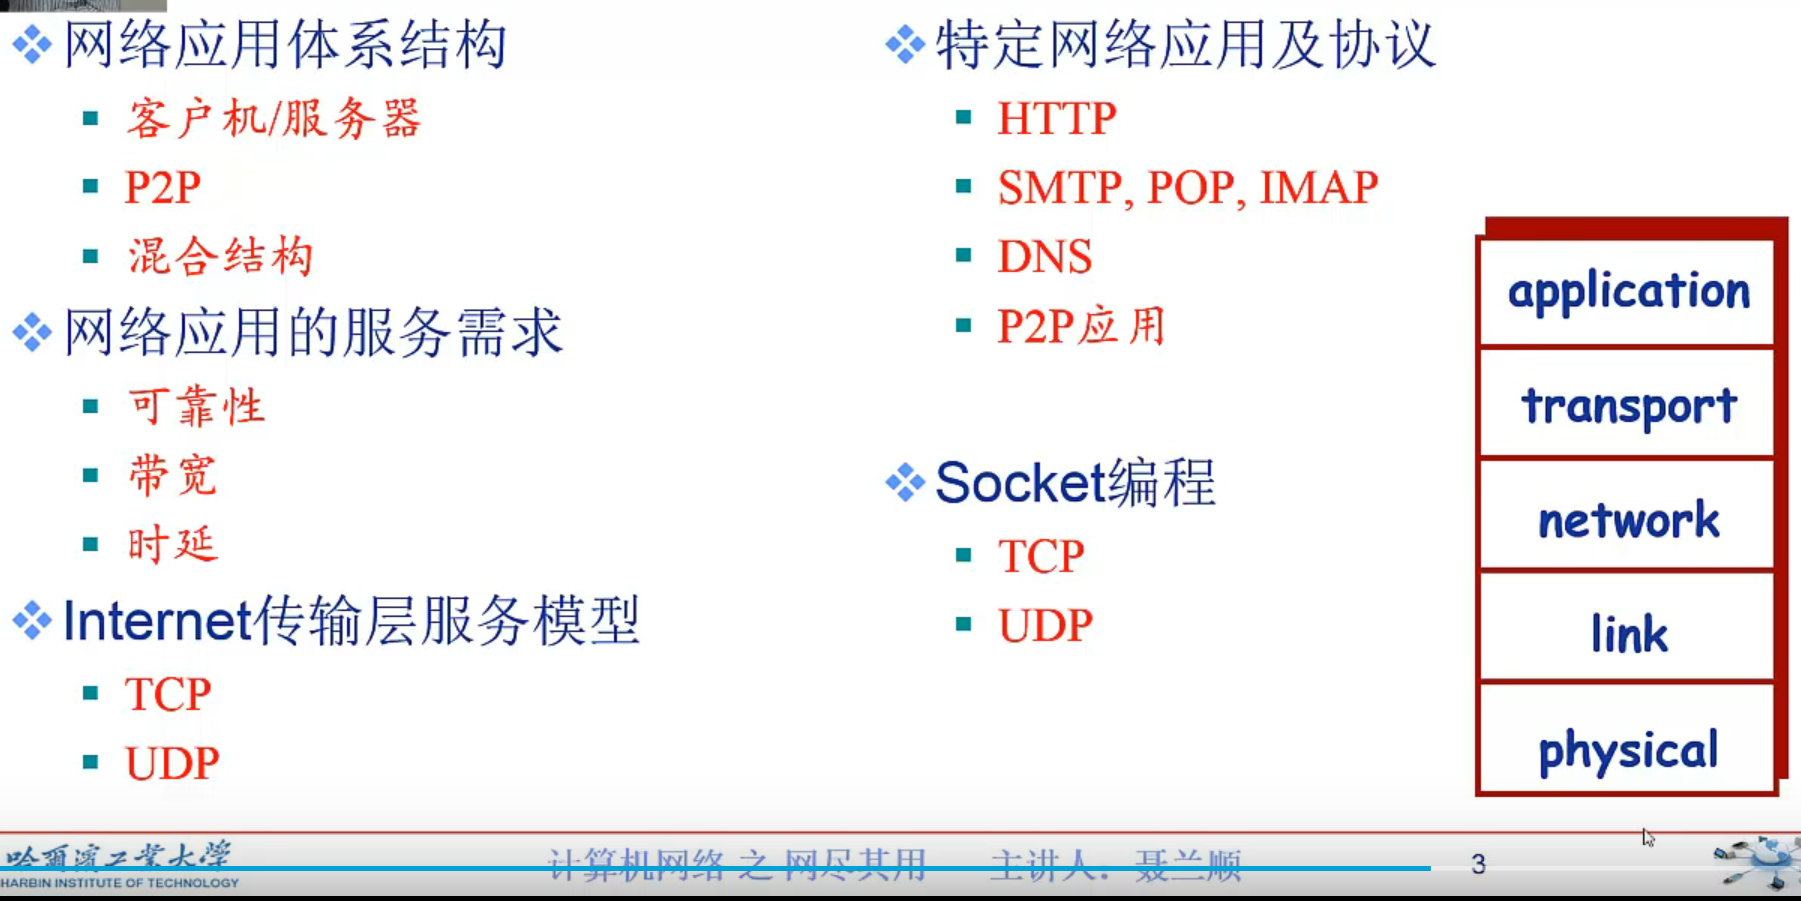 网络应用体系结构
客户机/服务器
P2P
混合结构
网络应用的服务需求
可靠性
带宽
时延
Internet传输层服务模型
TCP
UDP
特定网络应用及协议
HTTP
SMTP, POP, IMAP
DNS
P2P应用
Socket编程
TCP
UDP
application
transport
network
link
physical
哈爾濱工業大學
HARBIN INSTITUTE OF TECHNOLOGY
计算机网络 之 网尽其用
主讲人：聂兰顺
3